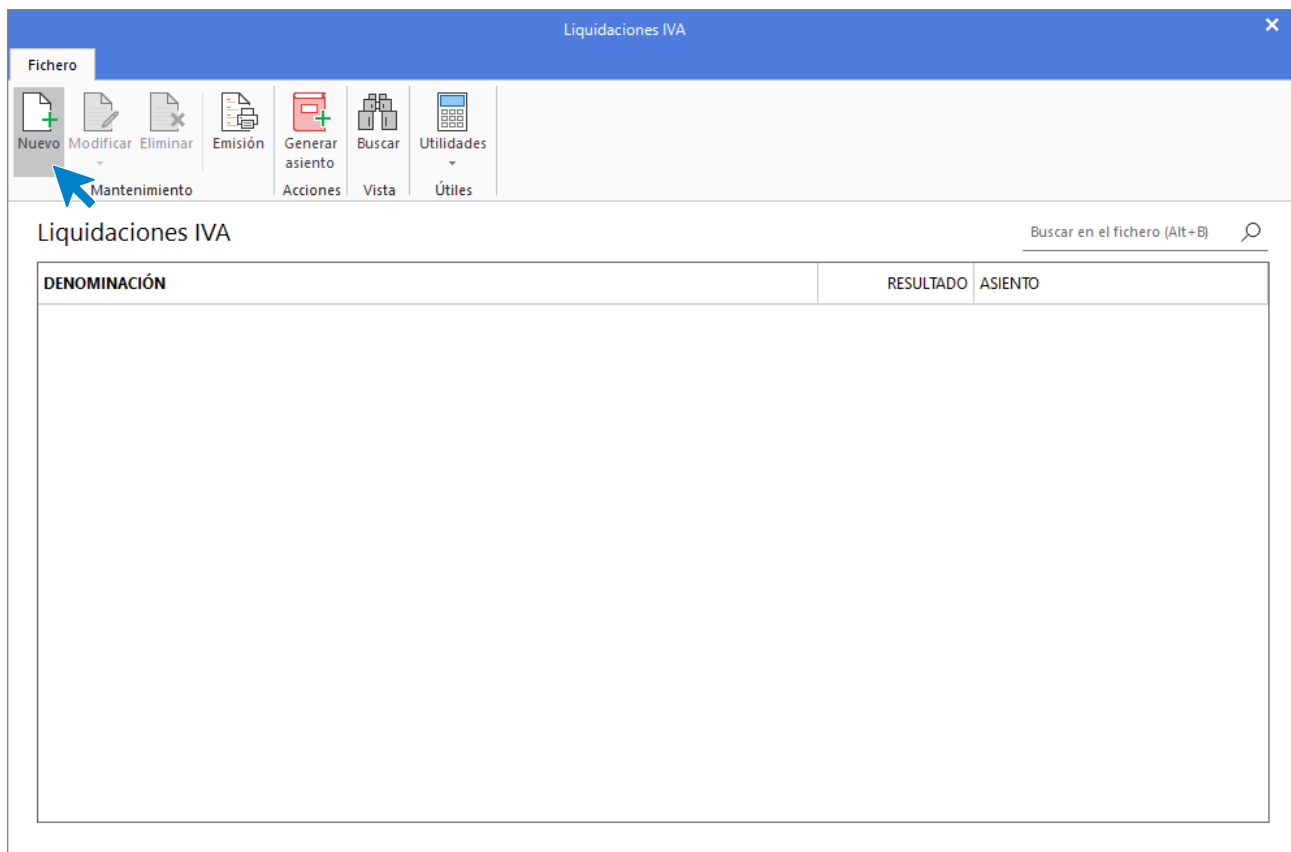 Liquidaciones IVA
Fichero
Nuevo Modificar Eliminar Emisión Generar asiento Buscar Utilidades
Mantenimiento Acciones Vista Útiles
Liquidaciones IVA
Buscar en el fichero (Alt+B)
DENOMINACIÓN RESULTADO ASIENTO